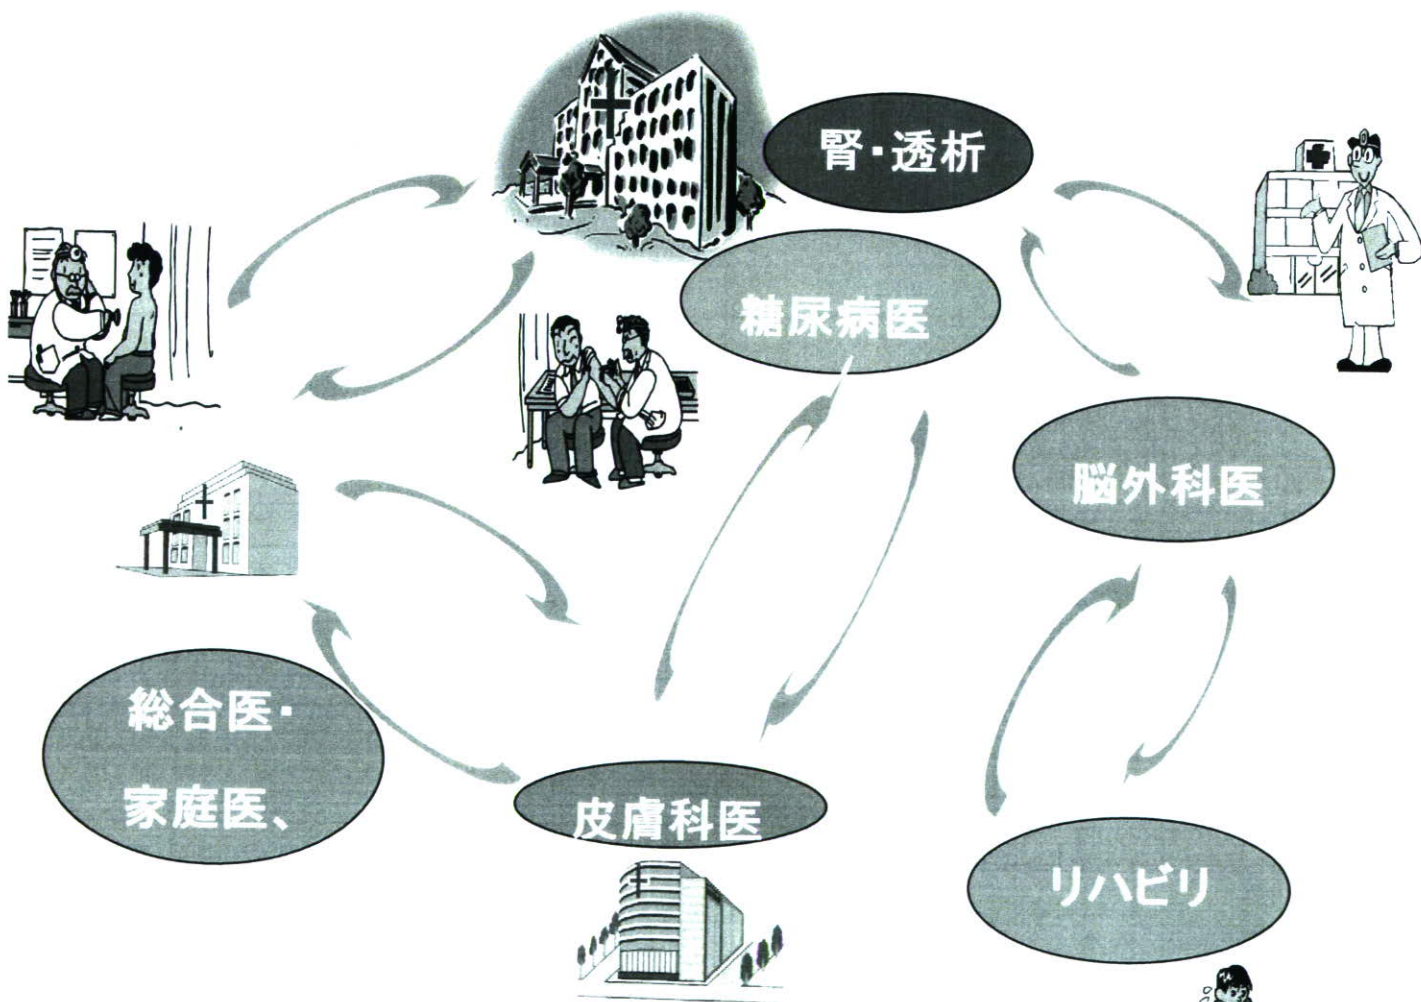 腎・透析
糖尿病医
脳外科医
総合医・
家庭医、
皮膚科医
リハビリ